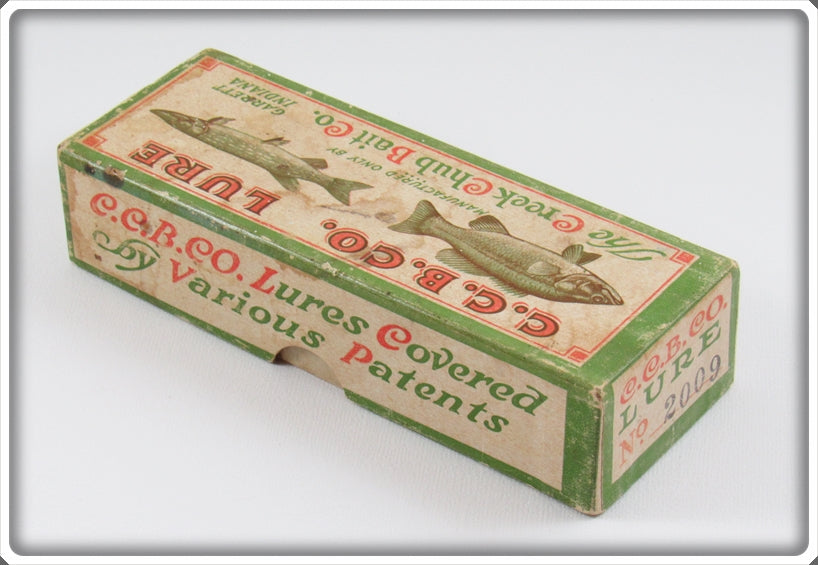 C.C.B.CO. LURE
MANUFACTURED ONLY BY
The Creek Chub Bait Co.
GARRETT
INDIANA
C.C.B.CO. Lures Covered
by Various Patents
C.C.B. CO.
LURE
No 2009